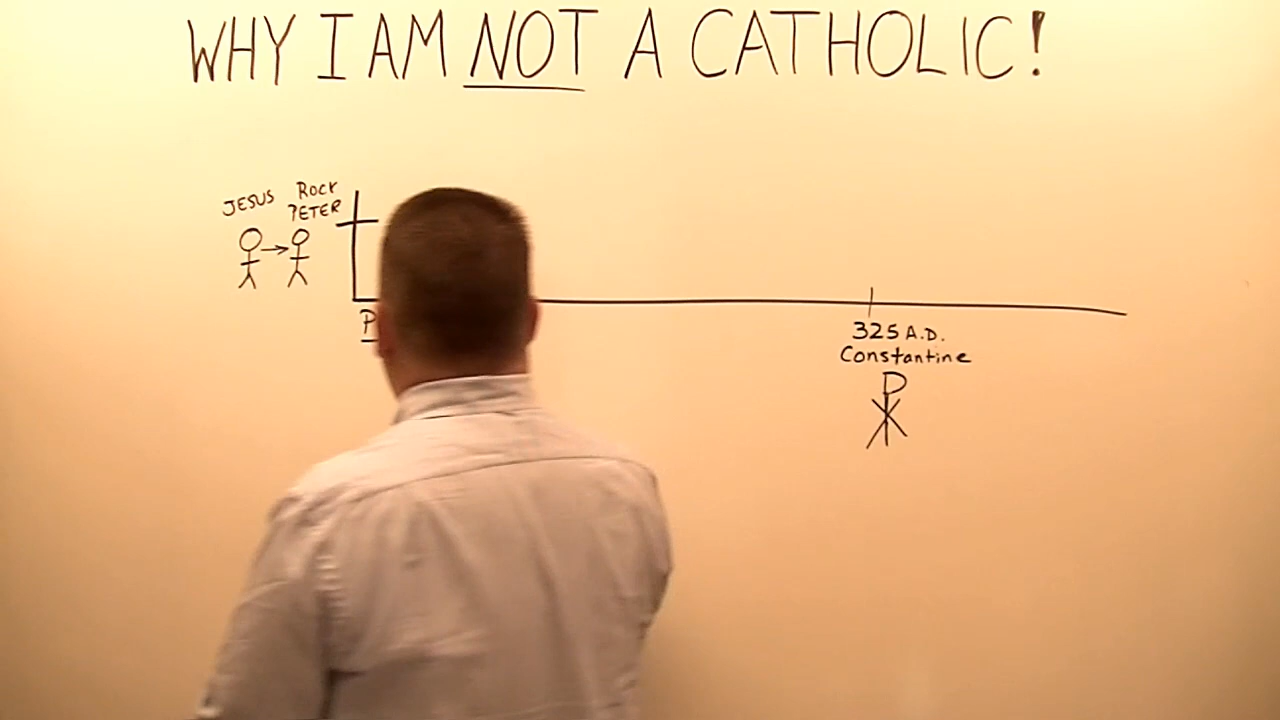 WHY I AM NOT A CATHOLIC!
JESUS
ROCK
PETER
325 A.D.
Constantine